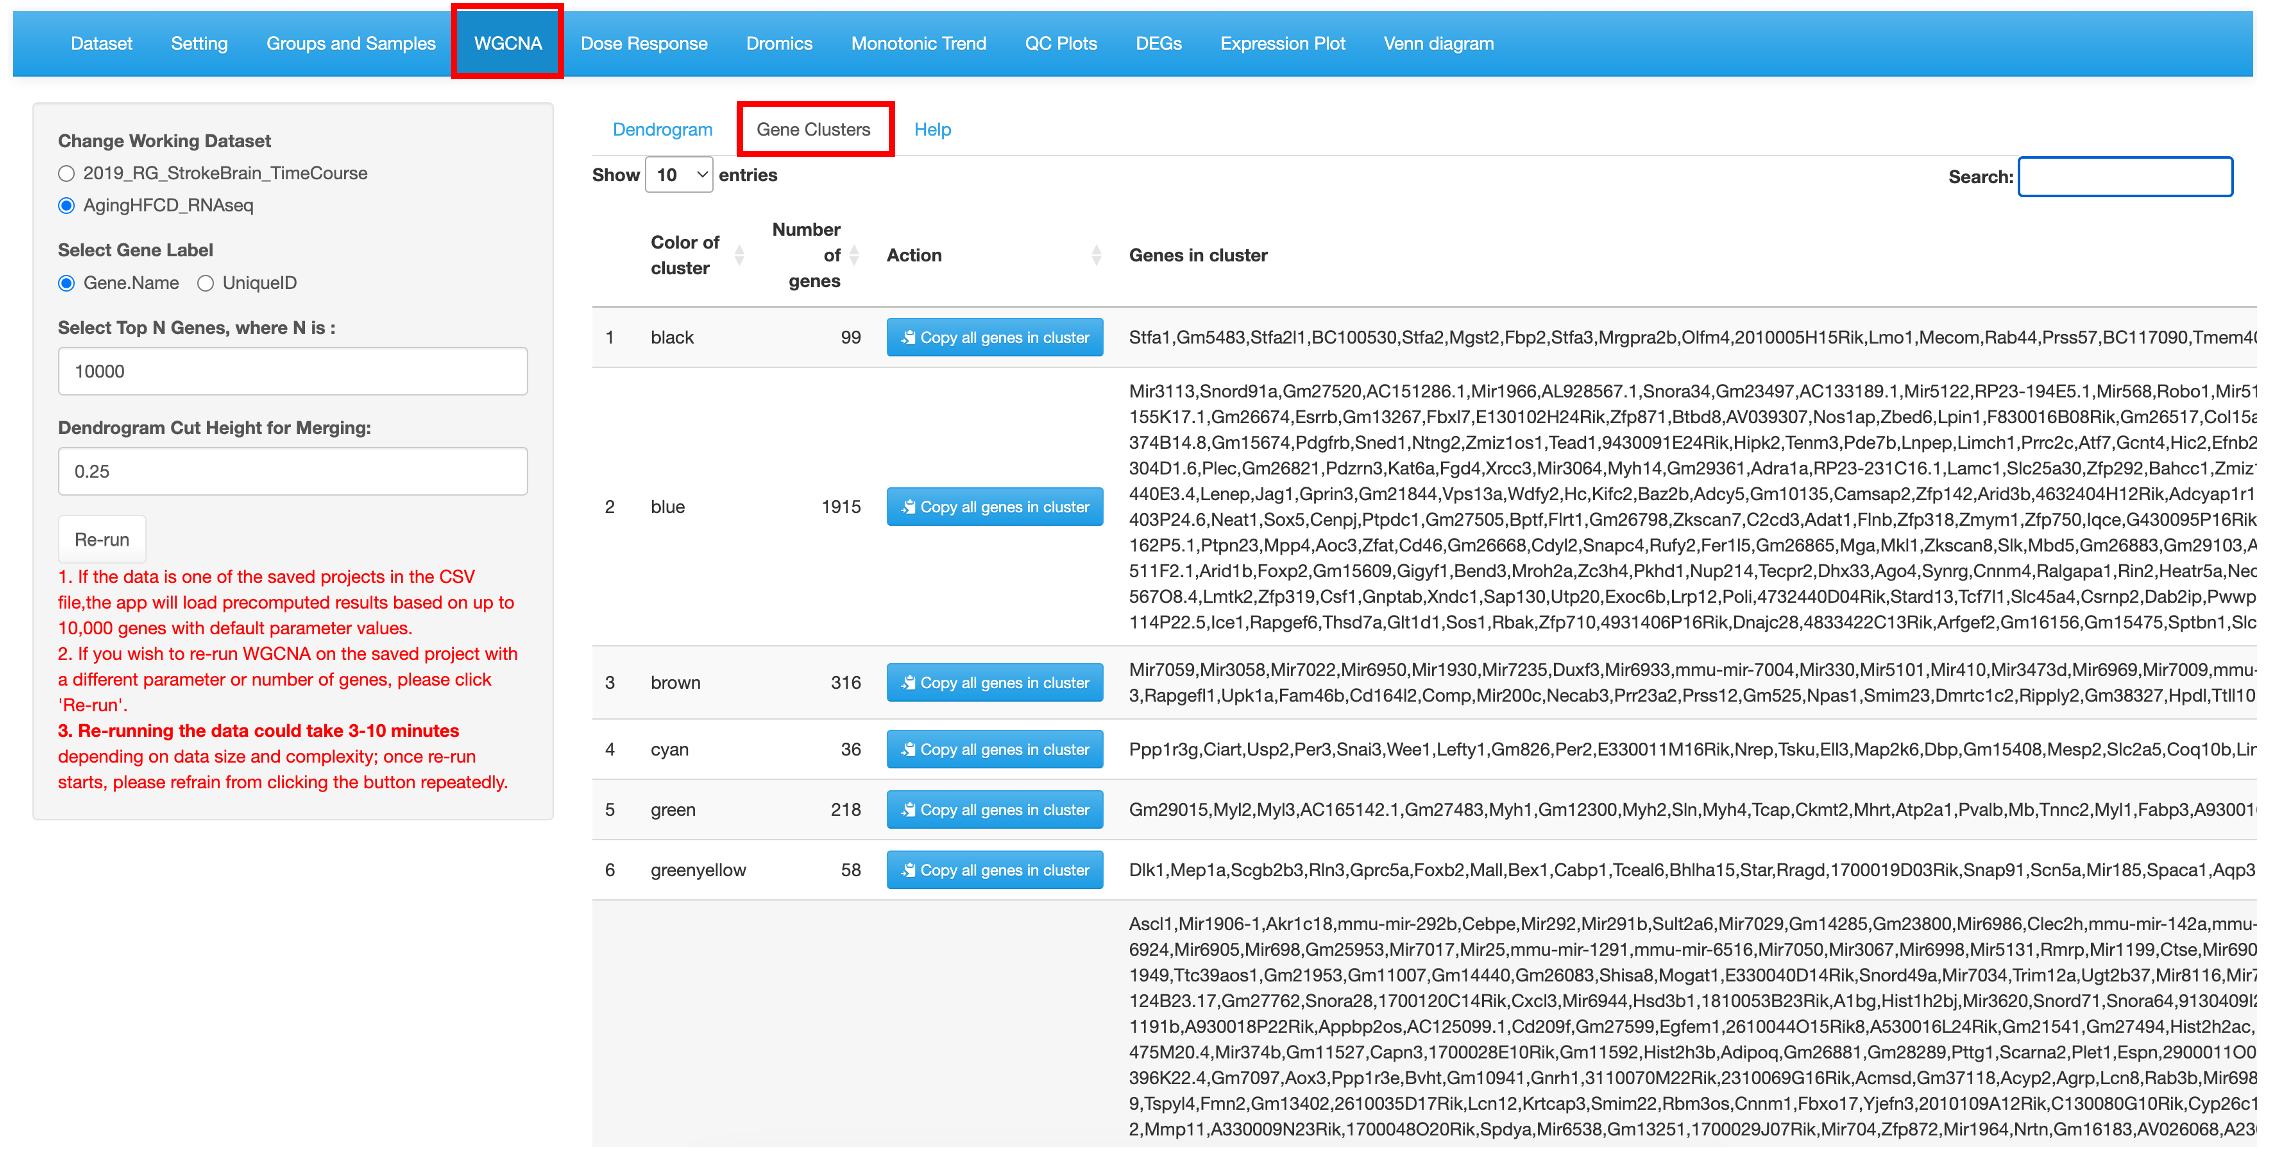 Dataset Setting Groups and Samples WGCNA Dose Response Dromics Monotonic Trend QC Plots DEGs Expression Plot Venn diagram
Change Working Dataset
2019_RG_StrokeBrain_TimeCourse
AgingHFCD_RNAseq
Select Gene Label
Gene.Name UniqueID
Select Top N Genes, where N is :
10000
Dendrogram Cut Height for Merging:
0.25
Re-run
1. If the data is one of the saved projects in the CSV
file,the app will load precomputed results based on up to
10,000 genes with default parameter values.
2. If you wish to re-run WGCNA on the saved project with
a different parameter or number of genes, please click
'Re-run'.
3. Re-running the data could take 3-10 minutes
depending on data size and complexity; once re-run
starts, please refrain from clicking the button repeatedly.
Dendrogram Gene Clusters Help
Show 10 entries
Search:
Color of cluster Number of genes Action Genes in cluster
1 black 99 Copy all genes in cluster Stfa1,Gm5483,Stfa2l1,BC100530,Stfa2,Mgst2,Fbp2,Stfa3,Mrgpra2b,Olfm4,2010005H15Rik,Lmo1,Mecom,Rab44,Prss57,BC117090,Tmem40
2 blue 1915 Copy all genes in cluster
Mir3113,Snord91a,Gm27520,AC151286.1,Mir1966,AL928567.1,Snora34,Gm23497,AC133189.1,Mir5122,RP23-194E5.1,Mir568,Robo1,Mir51
155K17.1,Gm26674,Esrrb,Gm13267,Fbxl7,E130102H24Rik,Zfp871,Btbd8,AV039307,Nos1ap,Zbed6,Lpin1,F830016B08Rik,Gm26517,Col15a
374B14.8,Gm15674,Pdgfrb,Sned1,Ntng2,Zmiz1os1,Tead1,9430091E24Rik,Hipk2,Tenm3,Pde7b,Lnpep,Limch1,Prrc2c,Atf7,Gcnt4,Hic2,Efnb2
304D1.6,Plec,Gm26821,Pdzrn3,Kat6a,Fgd4,Xrcc3,Mir3064,Myh14,Gm29361,Adra1a,RP23-231C16.1,Lamc1,Slc25a30,Zfp292,Bahcc1,Zmiz1
440E3.4,Lenep,Jag1,Gprin3,Gm21844,Vps13a,Wdfy2,Hc,Kifc2,Baz2b,Adcy5,Gm10135,Camsap2,Zfp142,Arid3b,4632404H12Rik,Adcyap1r1
403P24.6,Neat1,Sox5,Cenpj,Ptpdc1,Gm27505,Bptf,Flrt1,Gm26798,Zkscan7,C2cd3,Adat1,Flnb,Zfp318,Zmym1,Zfp750,Iqce,G430095P16Rik
162P5.1,Ptpn23,Mpp4,Aoc3,Zfat,Cd46,Gm26668,Cdyl2,Snapc4,Rufy2,Fer1l5,Gm26865,Mga,Mkl1,Zkscan8,Slk,Mbd5,Gm26883,Gm29103,A
511F2.1,Arid1b,Foxp2,Gm15609,Gigyf1,Bend3,Mroh2a,Zc3h4,Pkhd1,Nup214,Tecpr2,Dhx33,Ago4,Synrg,Cnnm4,Ralgapa1,Rin2,Heatr5a,Nec
567O8.4,Lmtk2,Zfp319,Csf1,Gnptab,Xndc1,Sap130,Utp20,Exoc6b,Lrp12,Poli,4732440D04Rik,Stard13,Tcf7l1,Slc45a4,Csrnp2,Dab2ip,Pwwp
114P22.5,Ice1,Rapgef6,Thsd7a,Glt1d1,Sos1,Rbak,Zfp710,4931406P16Rik,Dnajc28,4833422C13Rik,Arfgef2,Gm16156,Gm15475,Sptbn1,Slc
3 brown 316 Copy all genes in cluster
Mir7059,Mir3058,Mir7022,Mir6950,Mir1930,Mir7235,Duxf3,Mir6933,mmu-mir-7004,Mir330,Mir5101,Mir410,Mir3473d,Mir6969,Mir7009,mmu-
3,Rapgefl1,Upk1a,Fam46b,Cd164l2,Comp,Mir200c,Necab3,Prr23a2,Prss12,Gm525,Npas1,Smim23,Dmrtc1c2,Ripply2,Gm38327,Hpdl,Ttll10
4 cyan 36 Copy all genes in cluster Ppp1r3g,Ciart,Usp2,Per3,Snai3,Wee1,Lefty1,Gm826,Per2,E330011M16Rik,Nrep,Tsku,Ell3,Map2k6,Dbp,Gm15408,Mesp2,Slc2a5,Coq10b,Lin
5 green 218 Copy all genes in cluster Gm29015,Myl2,Myl3,AC165142.1,Gm27483,Myh1,Gm12300,Myh2,Sln,Myh4,Tcap,Ckmt2,Mhrt,Atp2a1,Pvalb,Mb,Tnnc2,Myl1,Fabp3,A930016
6 greenyellow 58 Copy all genes in cluster Dlk1,Mep1a,Scgb2b3,Rln3,Gprc5a,Foxb2,Mall,Bex1,Cabp1,Tceal6,Bhlha15,Star,Rragd,1700019D03Rik,Snap91,Scn5a,Mir185,Spaca1,Aqp3
Ascl1,Mir1906-1,Akr1c18,mmu-mir-292b,Cebpe,Mir292,Mir291b,Sult2a6,Mir7029,Gm14285,Gm23800,Mir6986,Clec2h,mmu-mir-142a,mmu-
6924,Mir6905,Mir698,Gm25953,Mir7017,Mir25,mmu-mir-1291,mmu-mir-6516,Mir7050,Mir3067,Mir6998,Mir5131,Rmrp,Mir1199,Ctse,Mir690
1949,Ttc39aos1,Gm21953,Gm11007,Gm14440,Gm26083,Shisa8,Mogat1,E330040D14Rik,Snord49a,Mir7034,Trim12a,Ugt2b37,Mir8116,Mir7
124B23.17,Gm27762,Snora28,1700120C14Rik,Cxcl3,Mir6944,Hsd3b1,1810053B23Rik,A1bg,Hist1h2bj,Mir3620,Snord71,Snora64,9130409I2
1191b,A930018P22Rik,Appbp2os,AC125099.1,Cd209f,Gm27599,Egfem1,2610044O15Rik8,A530016L24Rik,Gm21541,Gm27494,Hist2h2ac,
475M20.4,Mir374b,Gm11527,Capn3,1700028E10Rik,Gm11592,Hist2h3b,Adipoq,Gm26881,Gm28289,Pttg1,Scarna2,Plet1,Espn,2900011O0
396K22.4,Gm7097,Aox3,Ppp1r3e,Bvht,Gm10941,Gnrh1,3110070M22Rik,2310069G16Rik,Acmsd,Gm37118,Acyp2,Agrp,Lcn8,Rab3b,Mir698
9,Tspyl4,Fmn2,Gm13402,2610035D17Rik,Lcn12,Krtcap3,Smim22,Rbm3os,Cnnm1,Fbxo17,Yjefn3,2010109A12Rik,C130080G10Rik,Cyp26c1
2,Mmp11,A330009N23Rik,1700048O20Rik,Spdya,Mir6538,Gm13251,1700029J07Rik,Mir704,Zfp872,Mir1964,Nrtn,Gm16183,AV026068,A23